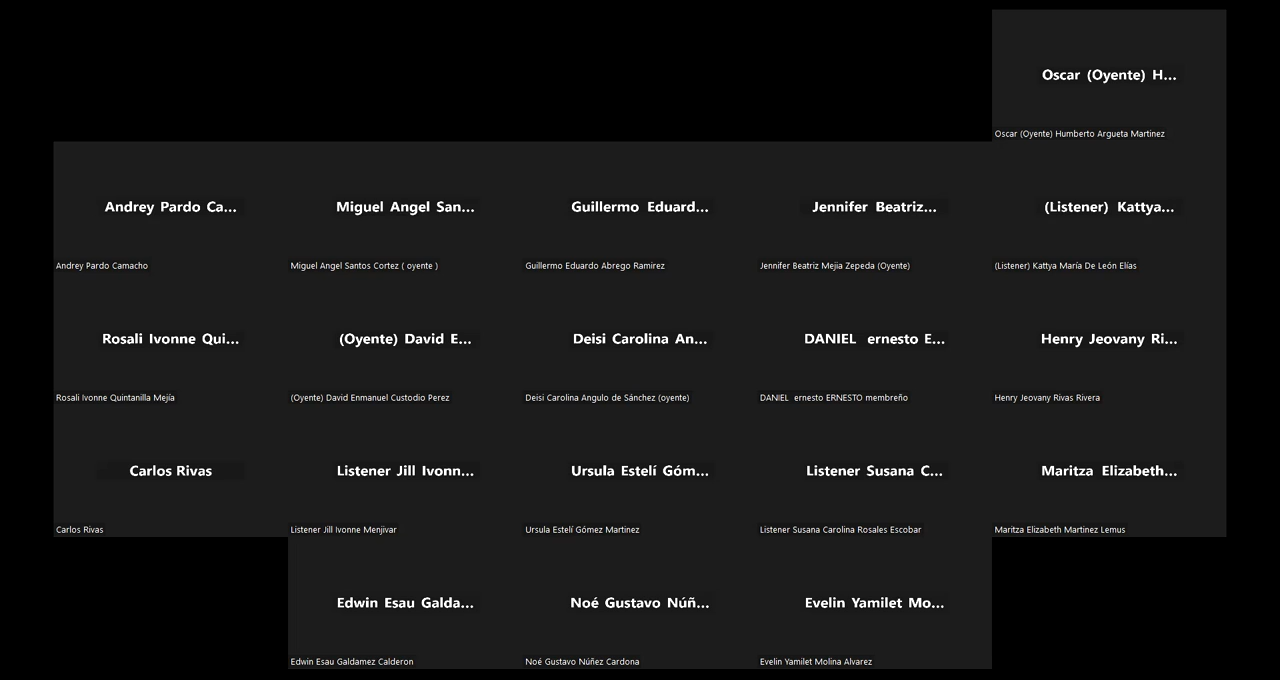 Oscar (Oyente) H...
Oscar (Oyente) Humberto Argueta Martinez
Andrey Pardo Ca...
Miguel Angel San...
Guillermo Eduard...
Jennifer Beatriz...
(Listener) Kattya...
Andrey Pardo Camacho
Miguel Angel Santos Cortez ( oyente )
Guillermo Eduardo Abrego Ramirez
Jennifer Beatriz Mejia Zepeda (Oyente)
(Listener) Kattya María De León Elías
Rosali Ivonne Qui...
(Oyente) David E...
Deisi Carolina An...
DANIEL ernesto E...
Henry Jeovany Ri...
Rosali Ivonne Quintanilla Mejía
(Oyente) David Enmanuel Custodio Perez
Deisi Carolina Angulo de Sánchez (oyente)
DANIEL ernesto ERNESTO membreño
Henry Jeovany Rivas Rivera
Carlos Rivas
Listener Jill Ivonn...
Ursula Estelí Góm...
Listener Susana C...
Maritza Elizabeth...
Carlos Rivas
Listener Jill Ivonne Menjivar
Ursula Estelí Gómez Martinez
Listener Susana Carolina Rosales Escobar
Maritza Elizabeth Martinez Lemus
Edwin Esau Galda...
Noé Gustavo Núñ...
Evelin Yamilet Mo...
Edwin Esau Galdamez Calderon
Noé Gustavo Núñez Cardona
Evelin Yamilet Molina Alvarez